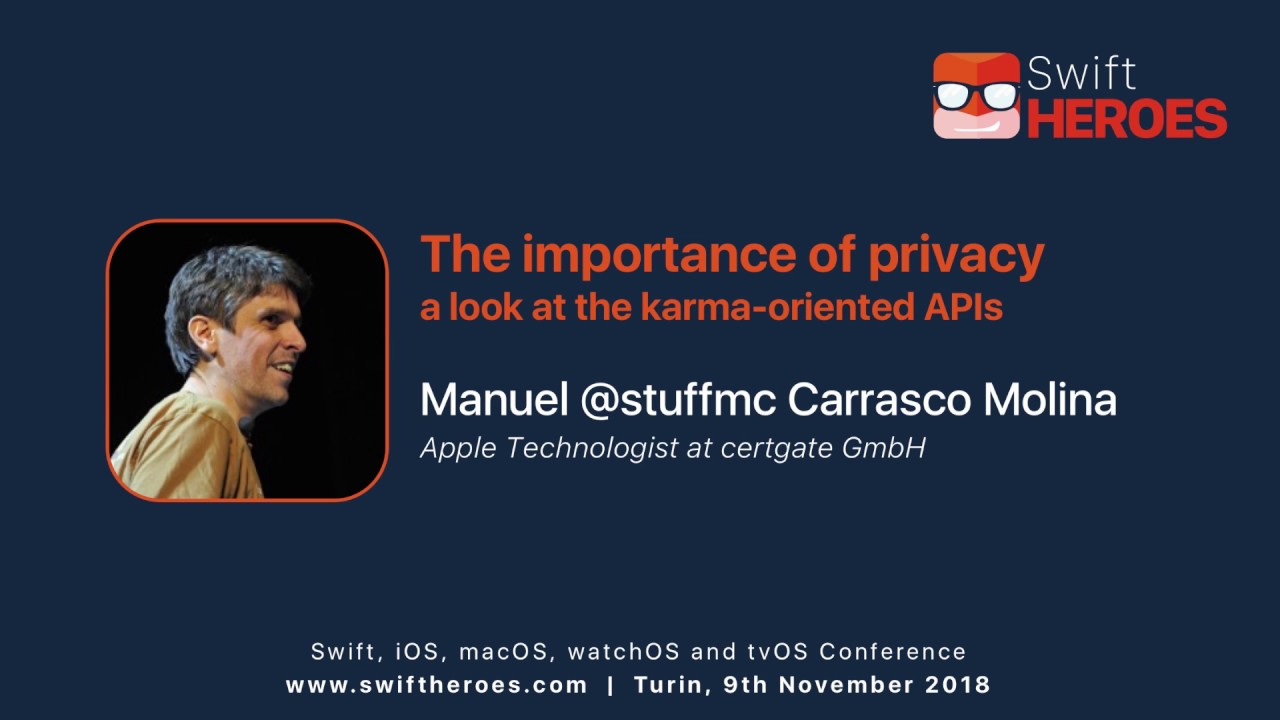 Swift
HEROES
The importance of privacy
a look at the karma-oriented APIs
Manuel @stuffmc Carrasco Molina
Apple Technologist at certgate GmbH
Swift, iOS, macOS, watchOS and tvOS Conference
www.swiftheroes.com | Turin, 9th November 2018